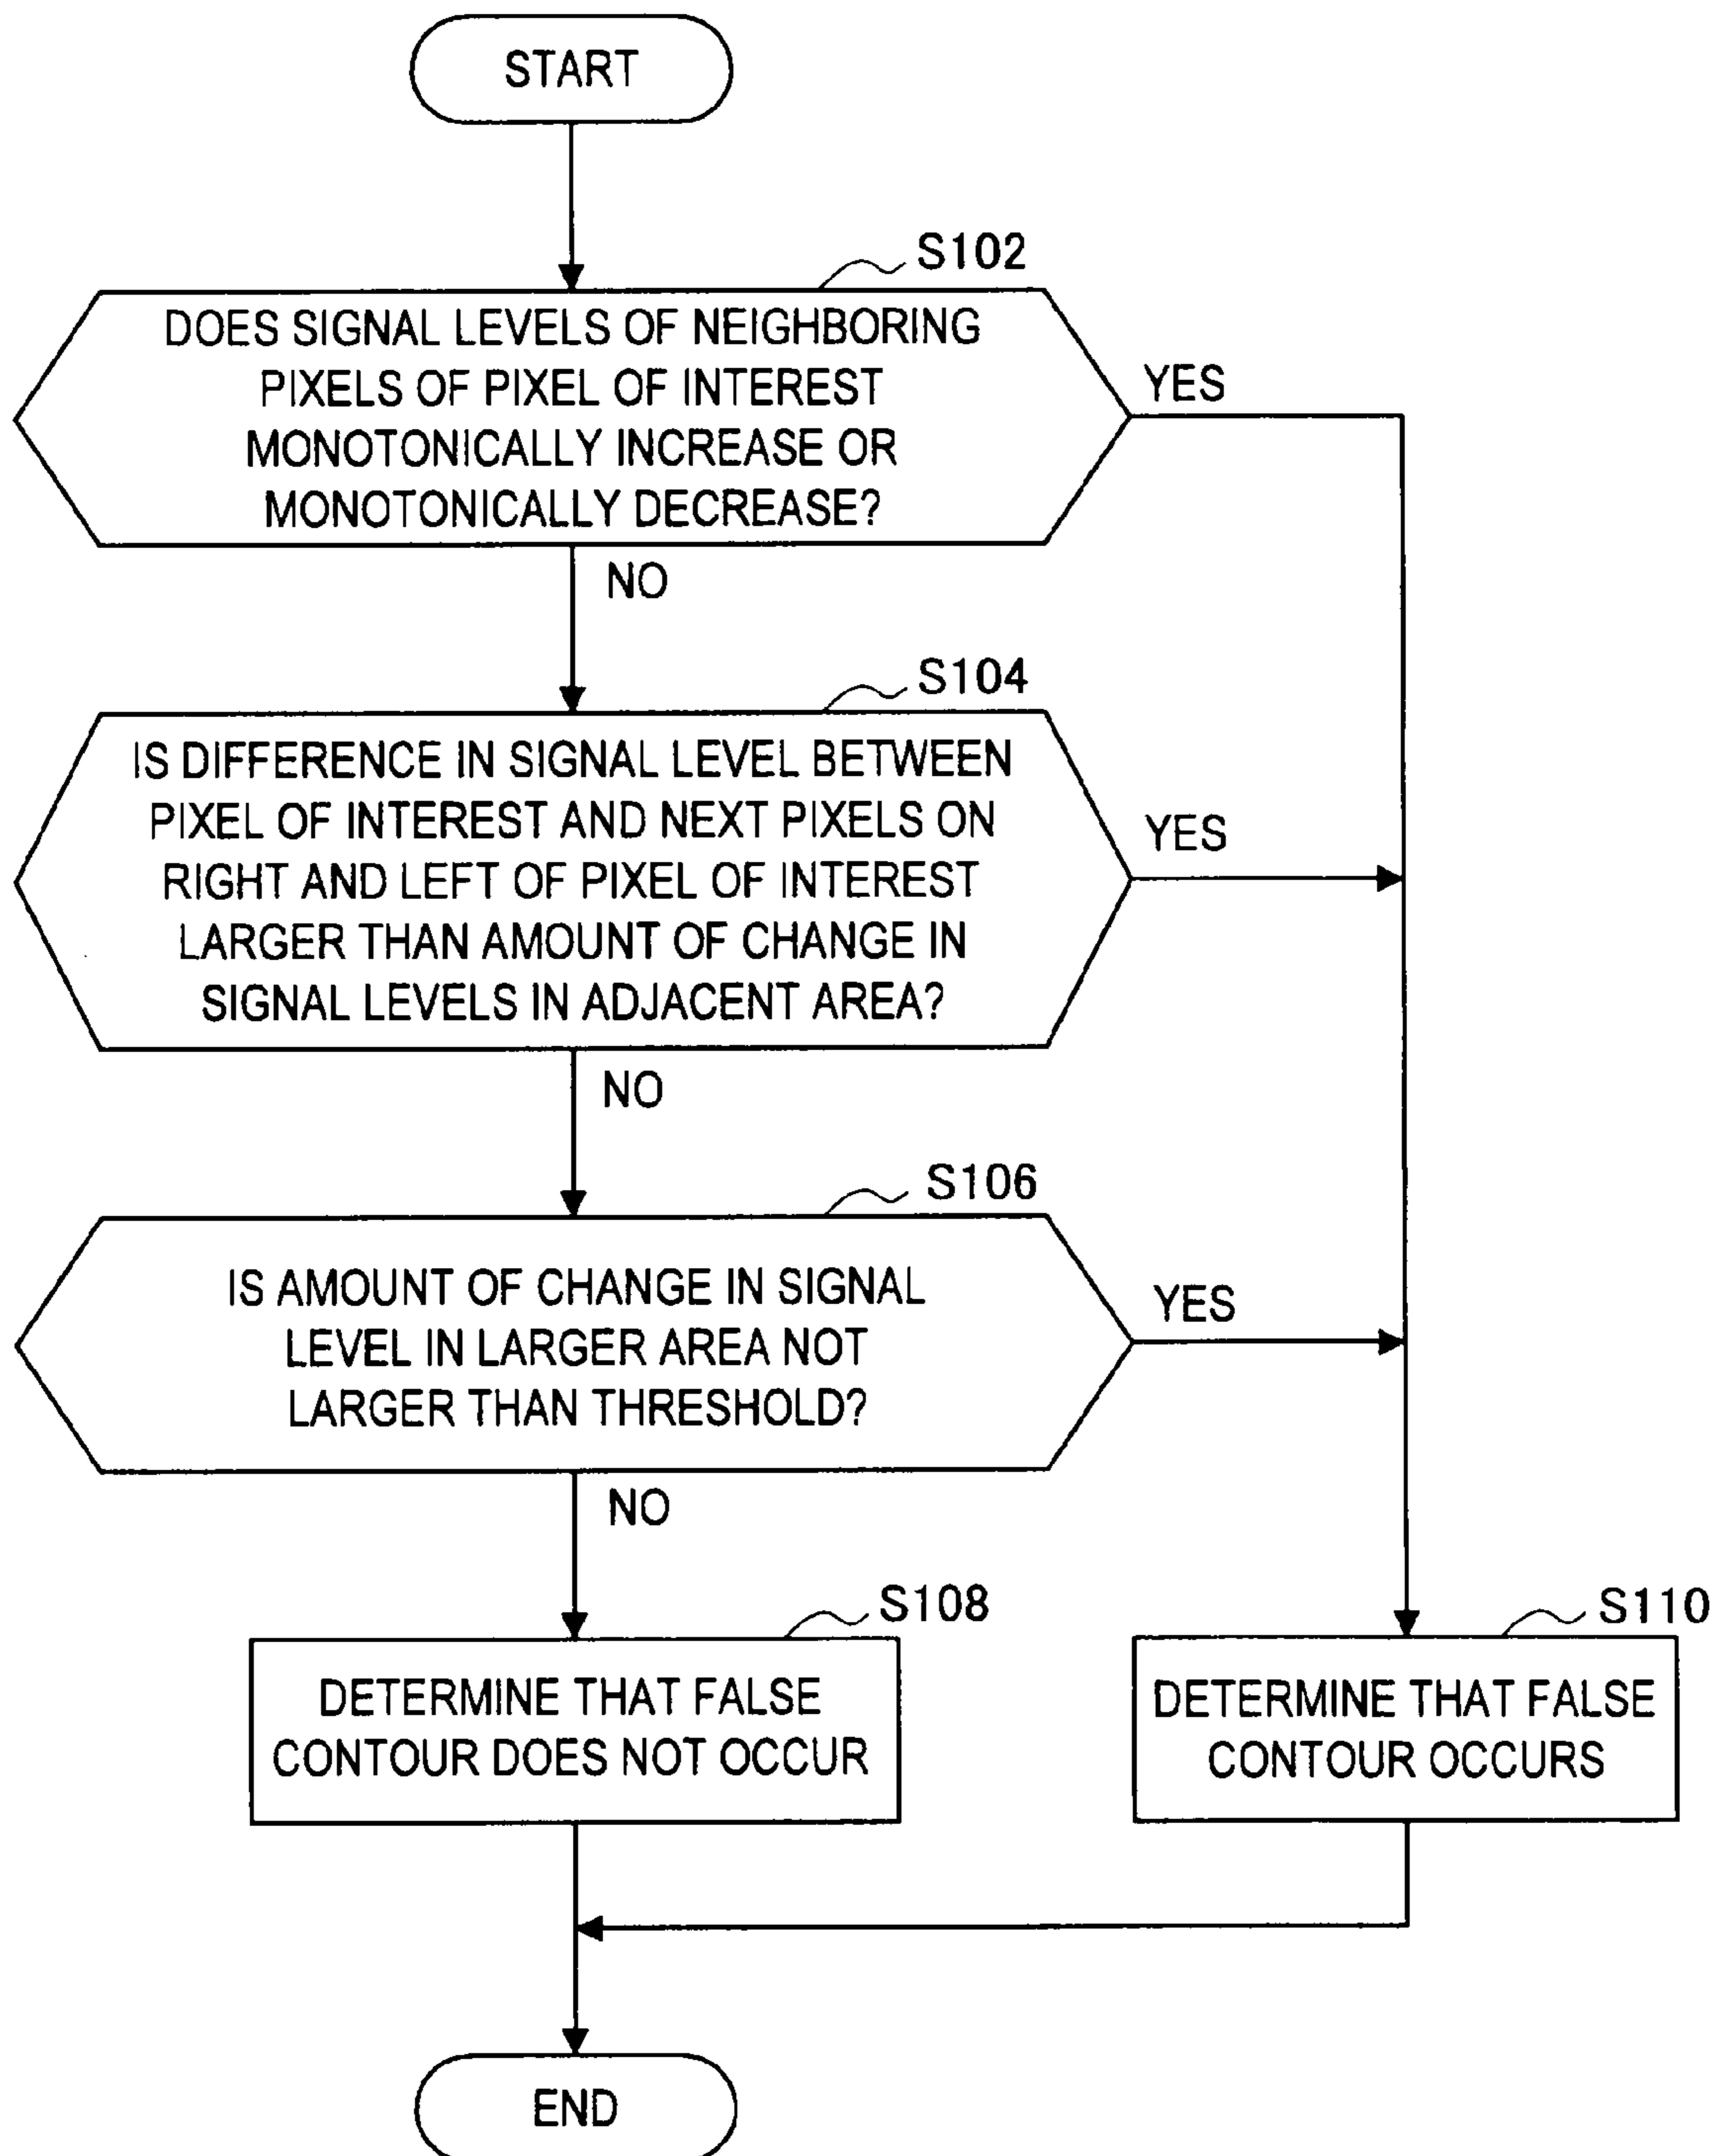 START
S102
DOES SIGNAL LEVELS OF NEIGHBORING
PIXELS OF PIXEL OF INTEREST
MONOTONICALLY INCREASE OR
MONOTONICALLY DECREASE?
YES
NO
S104
IS DIFFERENCE IN SIGNAL LEVEL BETWEEN
PIXEL OF INTEREST AND NEXT PIXELS ON
RIGHT AND LEFT OF PIXEL OF INTEREST
LARGER THAN AMOUNT OF CHANGE IN
SIGNAL LEVELS IN ADJACENT AREA?
YES
NO
S106
IS AMOUNT OF CHANGE IN SIGNAL
LEVEL IN LARGER AREA NOT
LARGER THAN THRESHOLD?
YES
NO
S108
DETERMINE THAT FALSE
CONTOUR DOES NOT OCCUR
S110
DETERMINE THAT FALSE
CONTOUR OCCURS
END